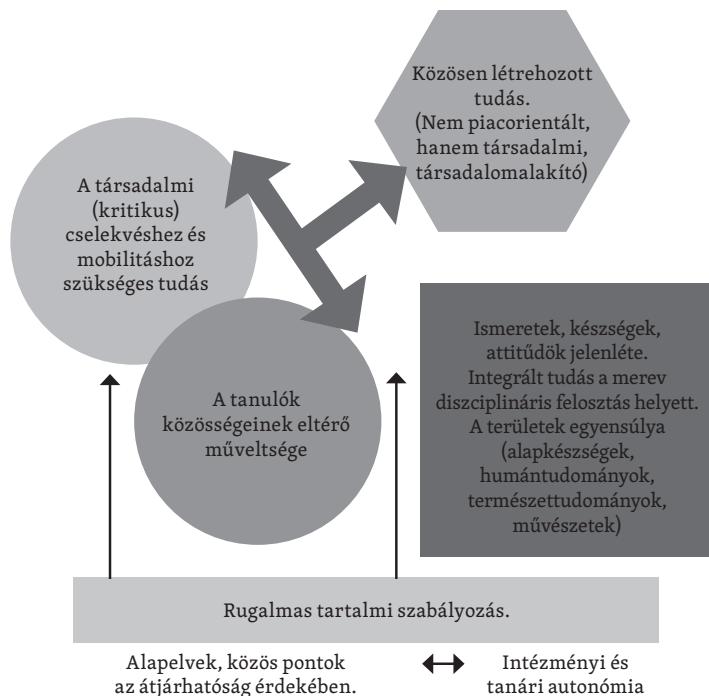 Közösen létrehozott
tudás.
(Nem piacorientált,
hanem társadalmi,
társadalomalakító)
A társadalmi
(kritikus)
cselekvéshez és
mobilitáshoz
szükséges tudás
A tanulók
közösségeinek eltérő
műveltsége
Ismeretek, készségek,
attitűdök jelenléte.
Integrált tudás a merev
diszciplináris felosztás helyett.
A területek egyensúlya
(alapkészségek,
humántudományok,
természettudományok,
művészetek)
Rugalmas tartalmi szabályozás.
Alapelvek, közös pontok
az átjárhatóság érdekében.
Intézményi és
tanári autonómia